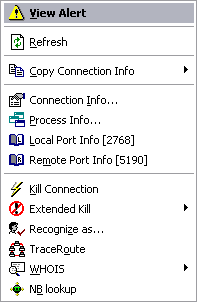 View Alert
Refresh
Copy Connection Info
Connection Info...
Process Info...
Local Port Info [2768]
Remote Port Info [5190]
Kill Connection
Extended Kill
Recognize as...
TraceRoute
WHOIS
NB lookup